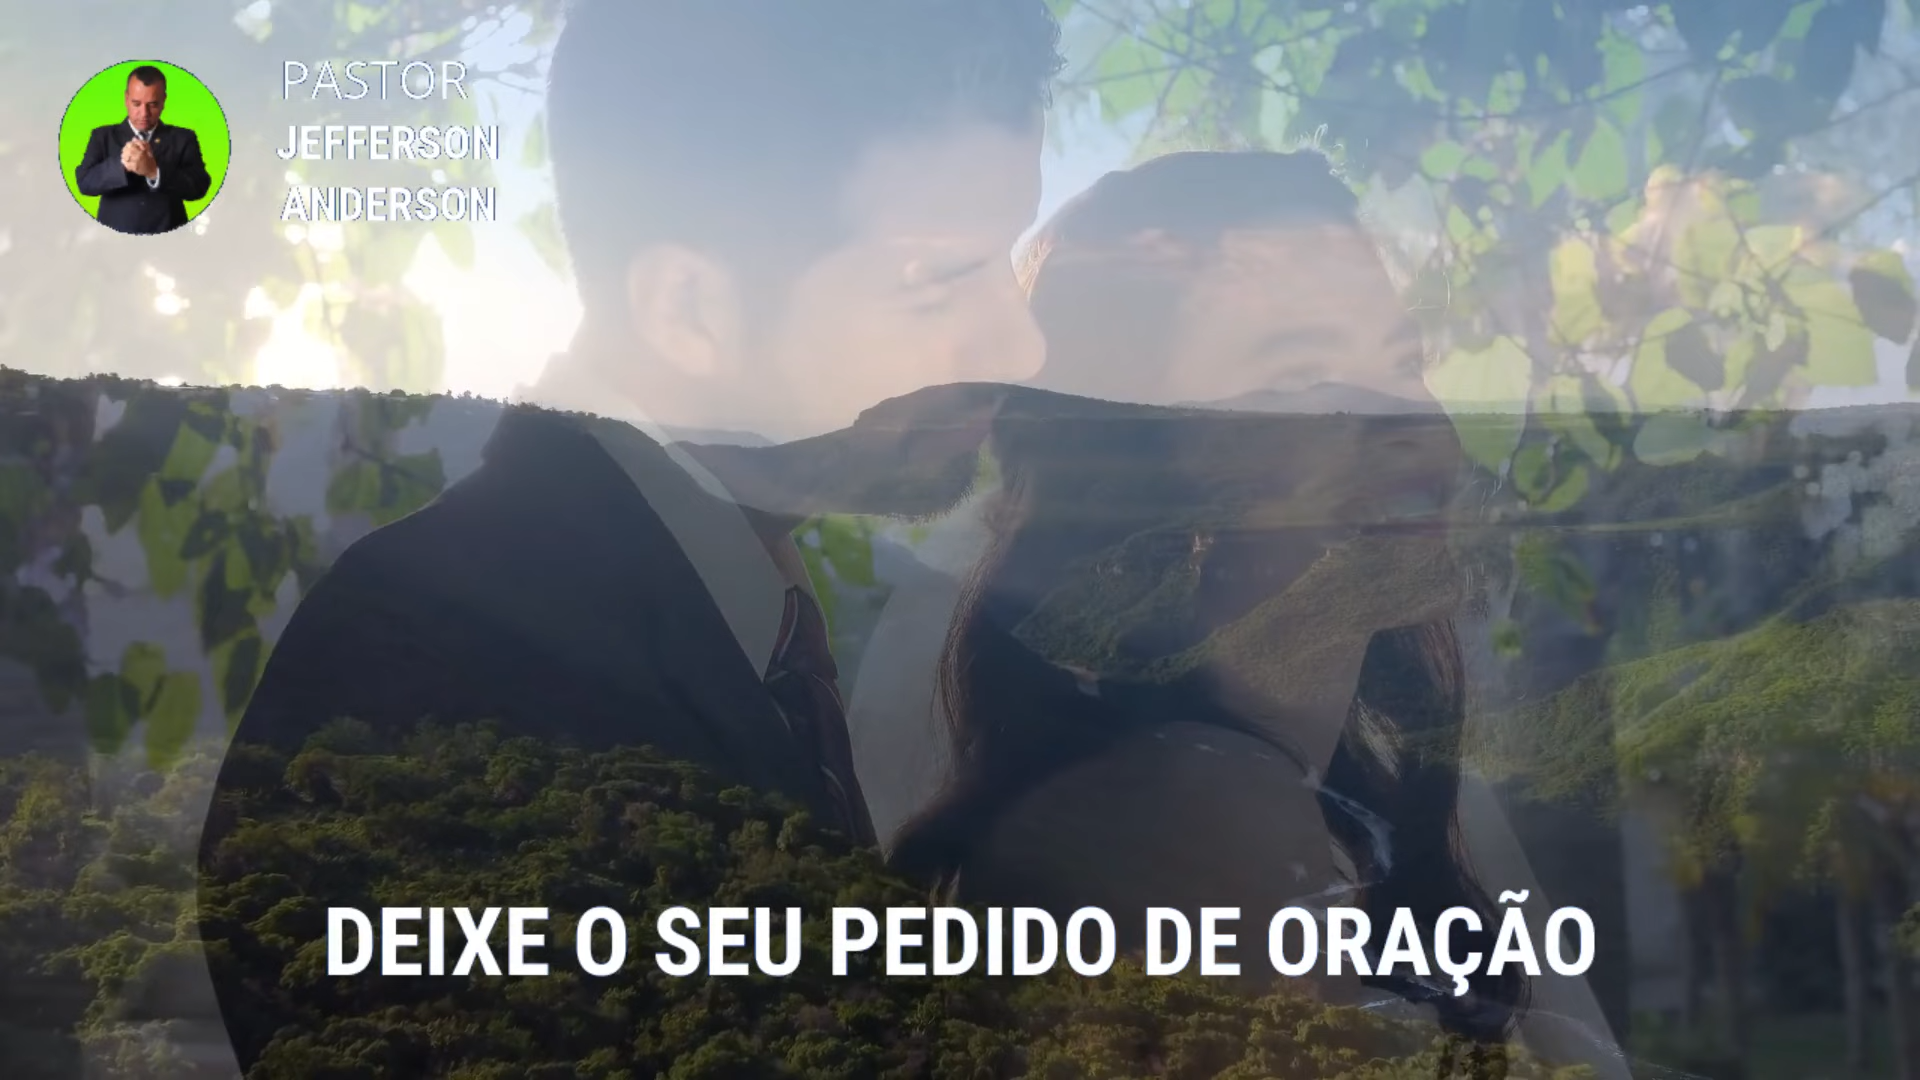 PASTOR
JEFFERSON
ANDERSON
DEIXE O SEU PEDIDO DE ORAÇÃO